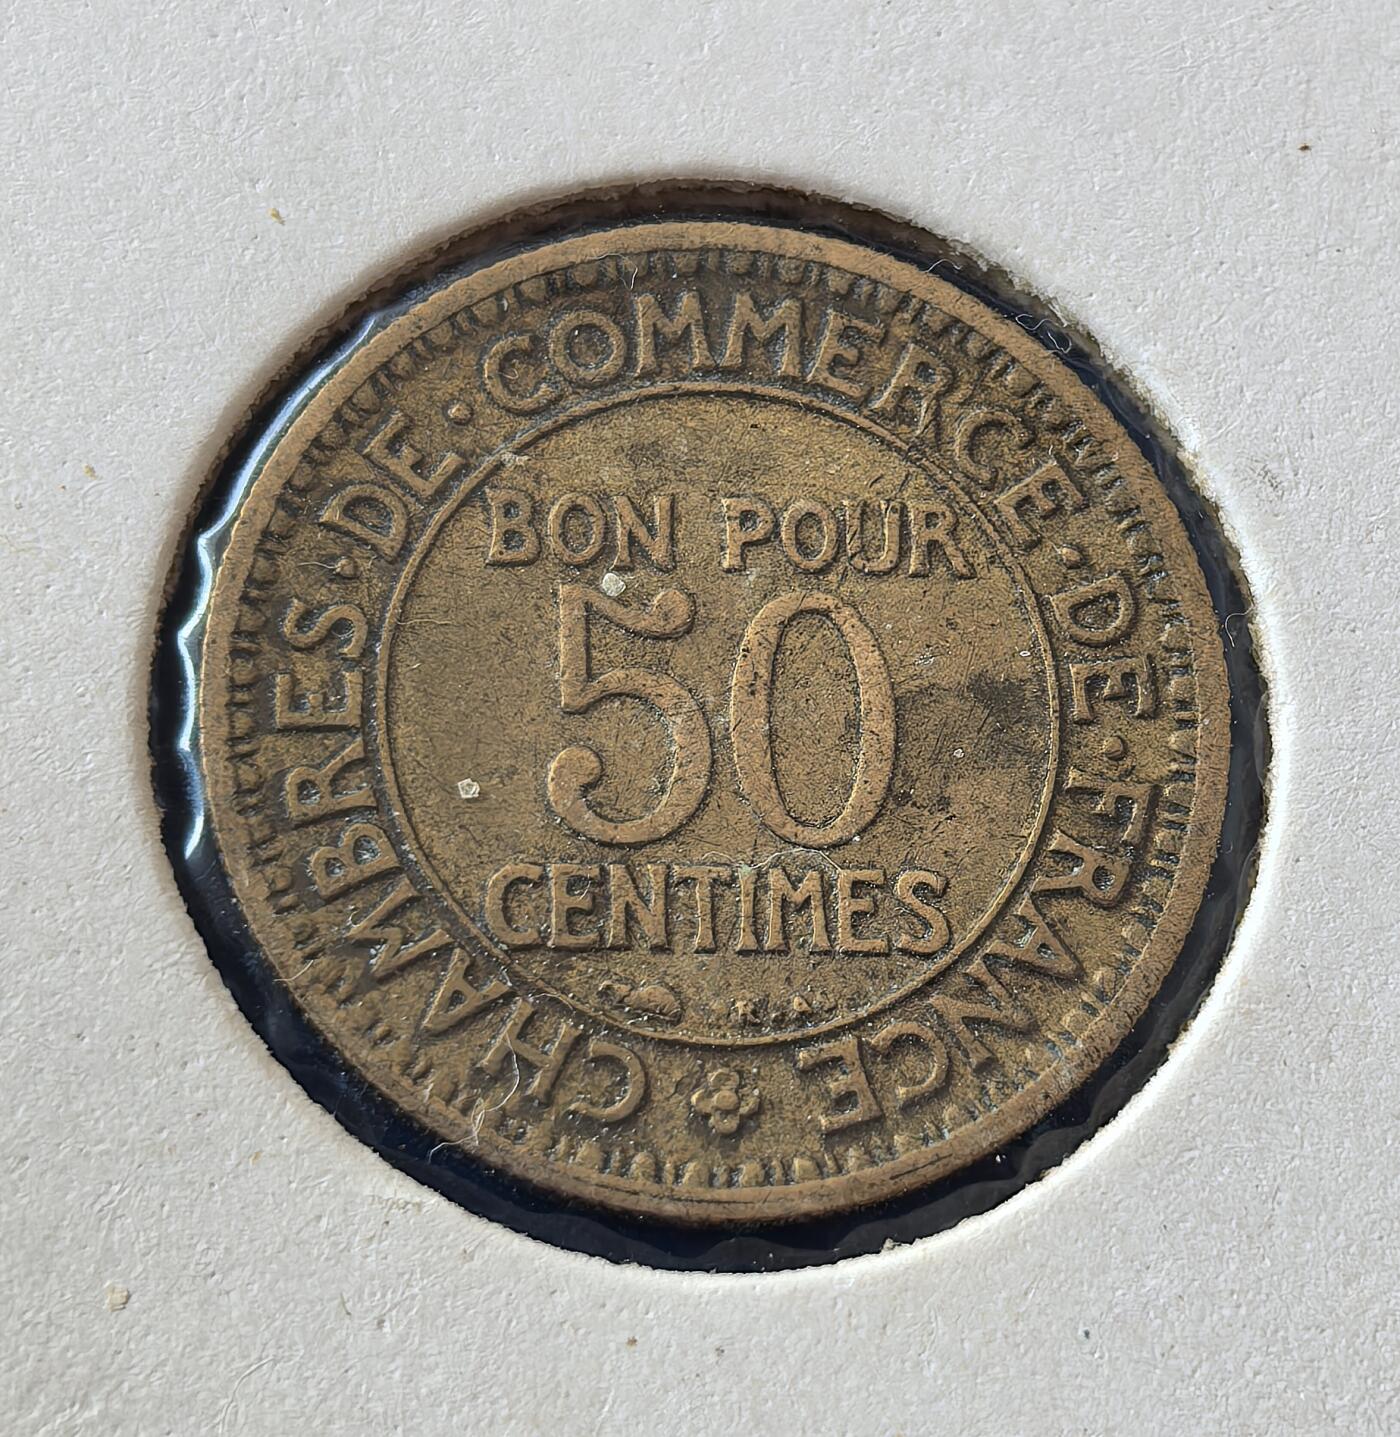 CHAMBRES · DE · COMMERCE · DE · FRANCE
BON POUR
50
CENTIMES